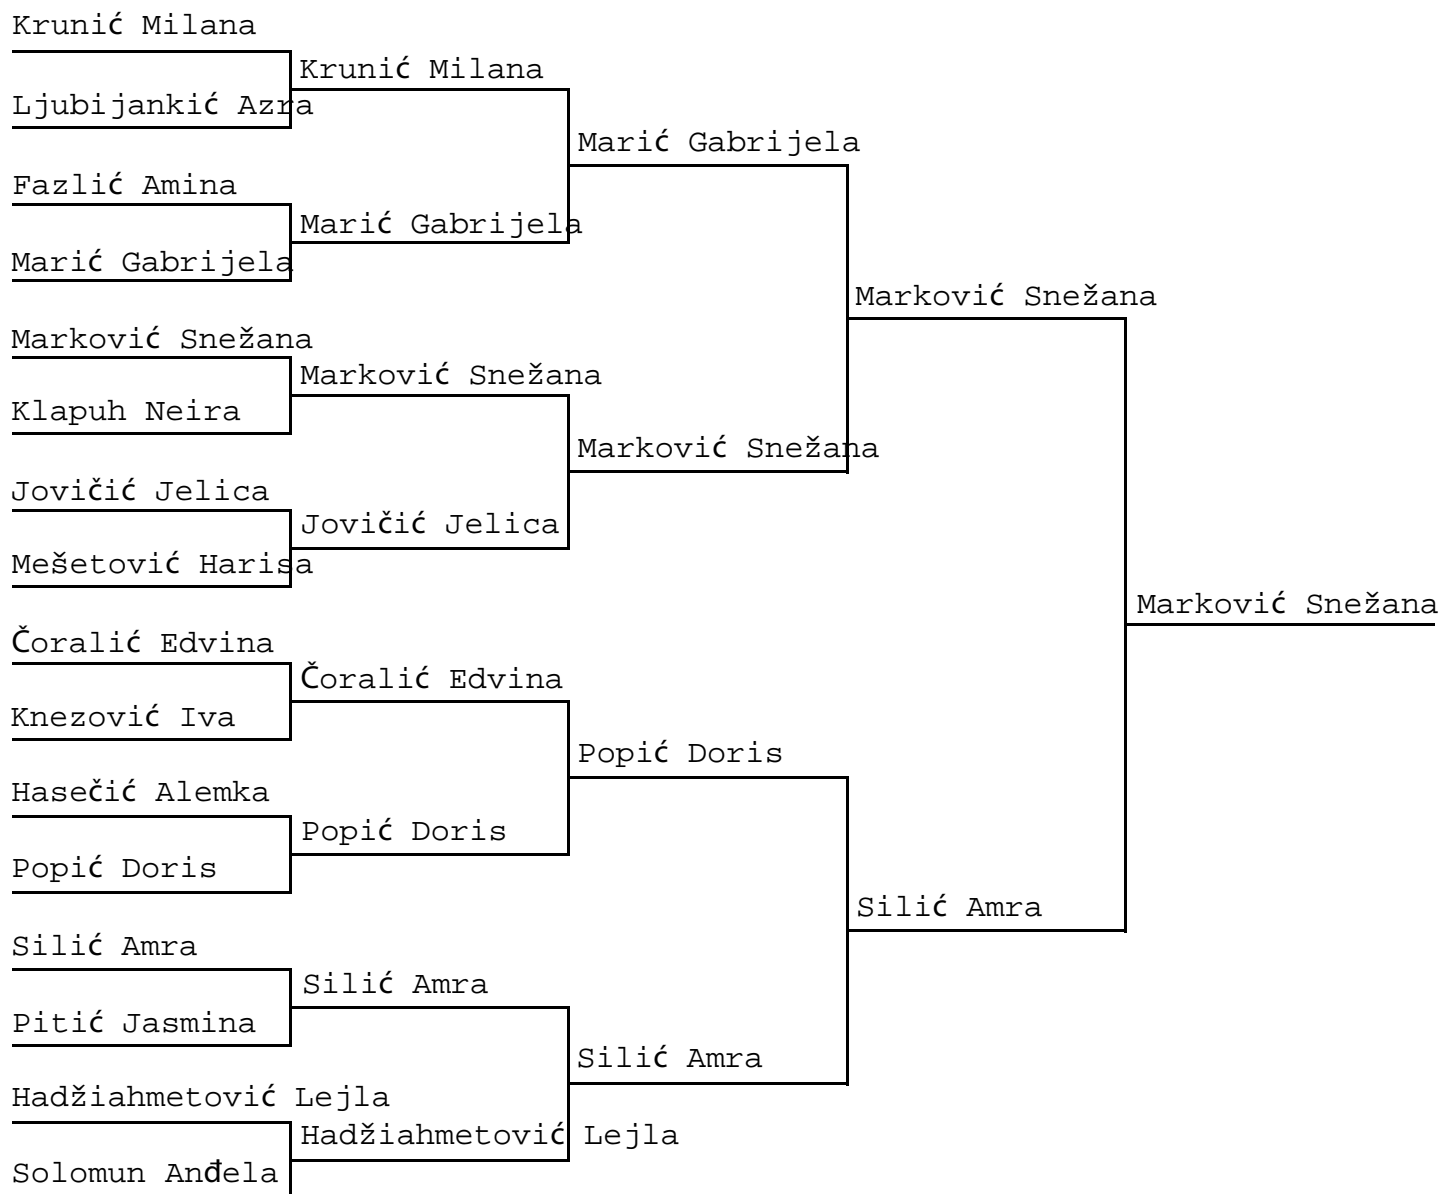 Krunić Milana
Krunić Milana
Ljubijankić Azra
Marić Gabrijela
Fazlić Amina
Marić Gabrijela
Marić Gabrijela
Marković Snežana
Marković Snežana
Marković Snežana
Klapuh Neira
Marković Snežana
Jovičić Jelica
Jovičić Jelica
Mešetović Harisa
Marković Snežana
Čoralić Edvina
Čoralić Edvina
Knezović Iva
Popić Doris
Hasečić Alemka
Popić Doris
Popić Doris
Silić Amra
Silić Amra
Silić Amra
Pitić Jasmina
Silić Amra
Hadžiahmetović Lejla
Hadžiahmetović Lejla
Solomun Anđela